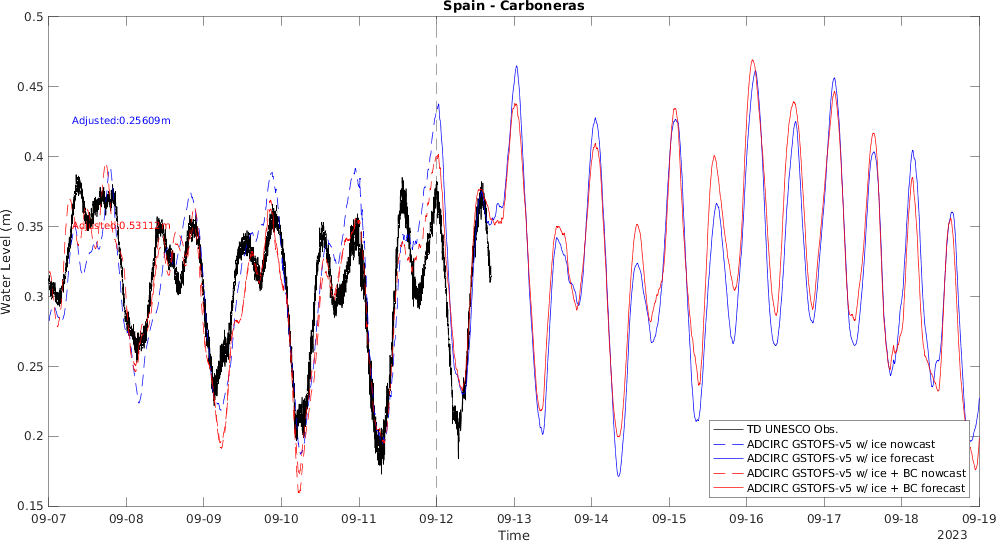 Spain - Carboneras
0.5
0.45
0.4
0.35
0.3
0.25
0.2
0.15
Water Level (m)
Adjusted:0.25609m
TD UNESCO Obs.
ADCIRC GSTOFS-v5 w/ ice nowcast
ADCIRC GSTOFS-v5 w/ ice forecast
ADCIRC GSTOFS-v5 w/ ice + BC nowcast
ADCIRC GSTOFS-v5 w/ ice + BC forecast
09-07 09-08 09-09 09-10 09-11 09-12 09-13 09-14 09-15 09-16 09-17 09-18 09-19
Time
2023